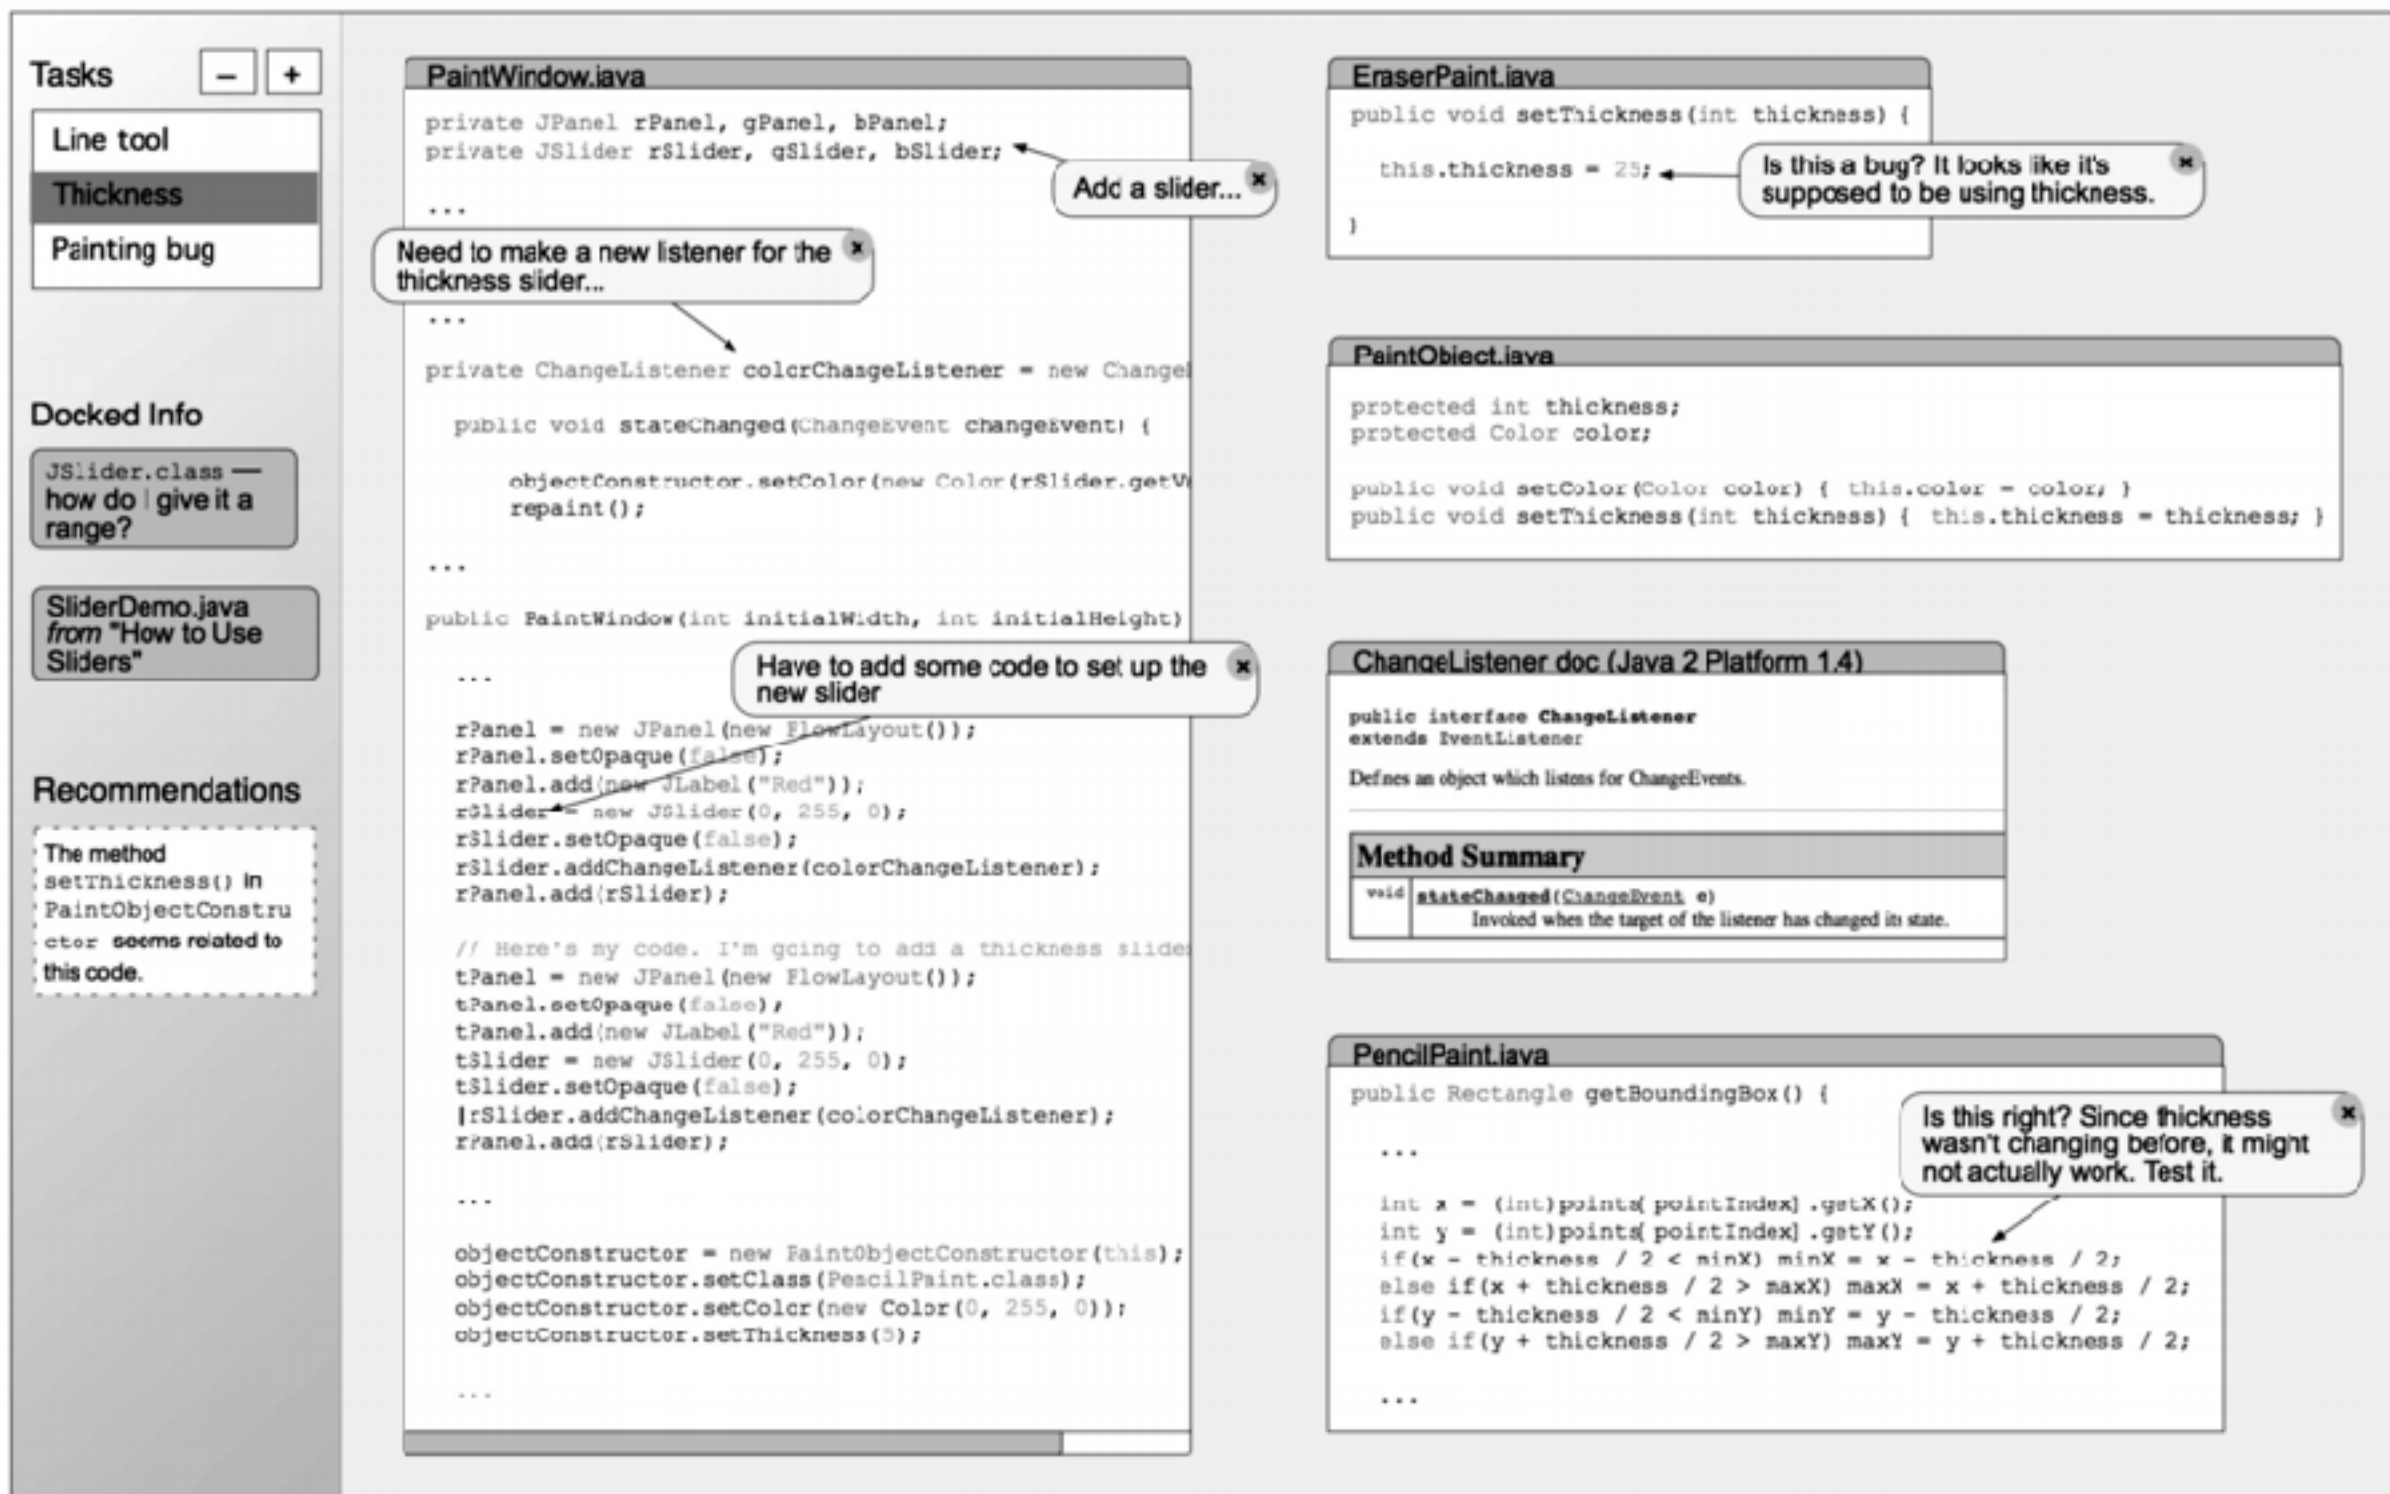 Tasks
–
+
Line tool
Thickness
Painting bug
Docked Info
JSlider.class —
how do I give it a
range?
SliderDemo.java
from "How to Use
Sliders"
Recommendations
The method
setThickness() in
PaintObjectConstru
ctor seems related to
this code.
PaintWindow.java
private JPanel rPanel, gPanel, bPanel;
private JSlider rSlider, gSlider, bSlider;
Add a slider...
...
Need to make a new listener for the
thickness slider...
...
private ChangeListener colorChangeListener = new Change
public void stateChanged(ChangeEvent changeEvent) {
objectConstructor.setColor(new Color(rSlider.getV
repaint();
...
public PaintWindow(int initialWidth, int initialHeight)
Have to add some code to set up the
new slider
...
rPanel = new JPanel(new FlowLayout());
rPanel.setOpaque(false);
rPanel.add(new JLabel("Red"));
rSlider = new JSlider(0, 255, 0);
rSlider.setOpaque(false);
rSlider.addChangeListener(colorChangeListener);
rPanel.add(rSlider);
// Here's my code. I'm going to add a thickness slide
tPanel = new JPanel(new FlowLayout());
tPanel.setOpaque(false);
tPanel.add(new JLabel("Red"));
tSlider = new JSlider(0, 255, 0);
tSlider.setOpaque(false);
|rSlider.addChangeListener(colorChangeListener);
rPanel.add(rSlider);
...
objectConstructor = new PaintObjectConstructor(this);
objectConstructor.setClass(PencilPaint.class);
objectConstructor.setColor(new Color(0, 255, 0));
objectConstructor.setThickness(5);
...
EraserPaint.java
public void setThickness(int thickness) {
this.thickness = 25;
}
Is this a bug? It looks like it's
supposed to be using thickness.
PaintObject.java
protected int thickness;
protected Color color;
public void setColor(Color color) { this.color = color; }
public void setThickness(int thickness) { this.thickness = thickness; }
ChangeListener doc (Java 2 Platform 1.4)
public interface ChangeListener
extends EventListener
Defines an object which listens for ChangeEvents.
Method Summary
void stateChanged(ChangeEvent e)
Invoked when the target of the listener has changed its state.
PencilPaint.java
public Rectangle getBoundingBox() {
Is this right? Since thickness
wasn't changing before, it might
not actually work. Test it.
...
int x = (int)points[pointIndex].getX();
int y = (int)points[pointIndex].getY();
if(x - thickness / 2 < minX) minX = x - thickness / 2;
else if(x + thickness / 2 > maxX) maxX = x + thickness / 2;
if(y - thickness / 2 < minY) minY = y - thickness / 2;
else if(y + thickness / 2 > maxY) maxY = y + thickness / 2;
...